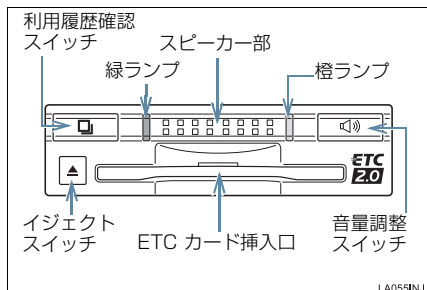 利用履歴確認
スイッチ
スピーカー部
緑ランプ
橙ランプ
ETC
2.0
イジェクト
スイッチ
ETC カード挿入口
音量調整
スイッチ
LA055INJ